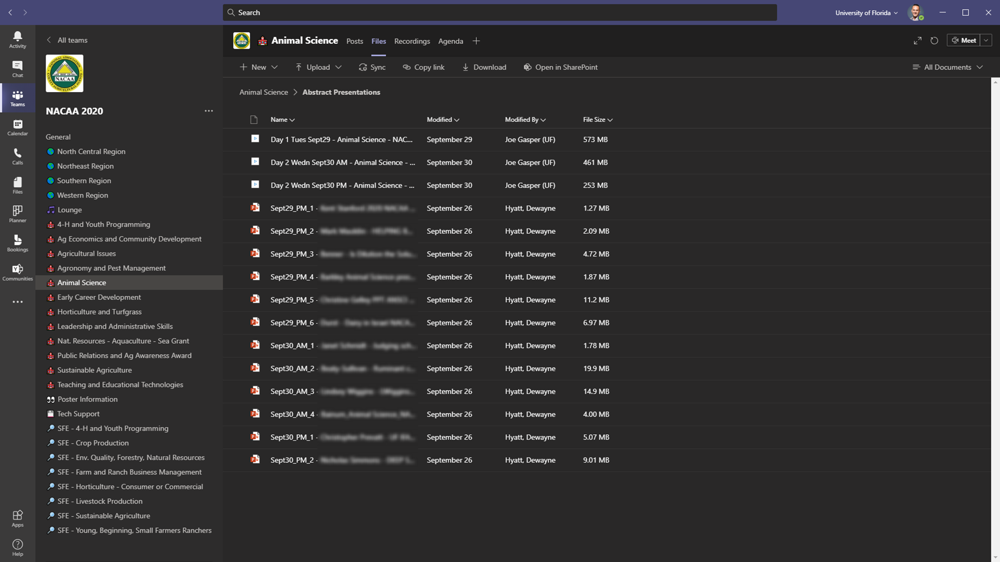 Search
University of Florida
Activity
Chat
Teams
Calendar
Calls
Files
Planner
Bookings
Communities
Apps
Help
All teams
NACAA
NACAA 2020
General
North Central Region
Northeast Region
Southern Region
Western Region
Lounge
4-H and Youth Programming
Ag Economics and Community Development
Agricultural Issues
Agronomy and Pest Management
Animal Science
Early Career Development
Horticulture and Turfgrass
Leadership and Administrative Skills
Nat. Resources - Aquaculture - Sea Grant
Public Relations and Ag Awareness Award
Sustainable Agriculture
Teaching and Educational Technologies
Poster Information
Tech Support
SFE - 4-H and Youth Programming
SFE - Crop Production
SFE - Env. Quality, Forestry, Natural Resources
SFE - Farm and Ranch Business Management
SFE - Horticulture - Consumer or Commercial
SFE - Livestock Production
SFE - Sustainable Agriculture
SFE - Young, Beginning, Small Farmers Ranchers
Animal Science Posts Files Recordings Agenda Meet
New Upload Sync Copy link Download Open in SharePoint All Documents
Animal Science > Abstract Presentations
Name Modified Modified By File Size
Day 1 Tues Sept29 - Animal Science - NAC... September 29 Joe Gasper (UF) 573 MB
Day 2 Wedn Sept30 AM - Animal Science - ... September 30 Joe Gasper (UF) 461 MB
Day 2 Wedn Sept30 PM - Animal Science - ... September 30 Joe Gasper (UF) 253 MB
Sept29_PM_1 - September 26 Hyatt, Dewayne 1.27 MB
Sept29_PM_2 - September 26 Hyatt, Dewayne 2.09 MB
Sept29_PM_3 - September 26 Hyatt, Dewayne 4.72 MB
Sept29_PM_4 - September 26 Hyatt, Dewayne 1.87 MB
Sept29_PM_5 - September 26 Hyatt, Dewayne 11.2 MB
Sept29_PM_6 - September 26 Hyatt, Dewayne 6.97 MB
Sept30_AM_1 - September 26 Hyatt, Dewayne 1.78 MB
Sept30_AM_2 - September 26 Hyatt, Dewayne 19.9 MB
Sept30_AM_3 - September 26 Hyatt, Dewayne 14.9 MB
Sept30_AM_4 - September 26 Hyatt, Dewayne 4.00 MB
Sept30_PM_1 - September 26 Hyatt, Dewayne 5.07 MB
Sept30_PM_2 - September 26 Hyatt, Dewayne 9.01 MB